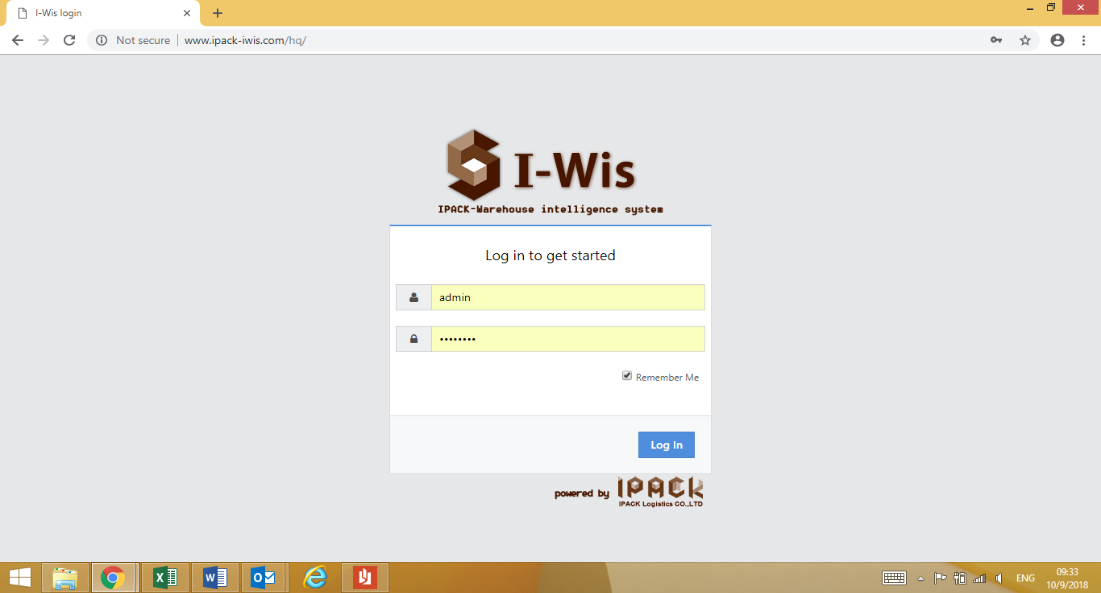 I-Wis login
Not secure
www.ipack-iwis.com/hq/
I-Wis
IPACK-Warehouse intelligence system
Log in to get started
admin
••••••••
Remember Me
Log In
powered by IPACK
IPACK Logistics CO.,LTD
ENG
09:33
10/9/2018